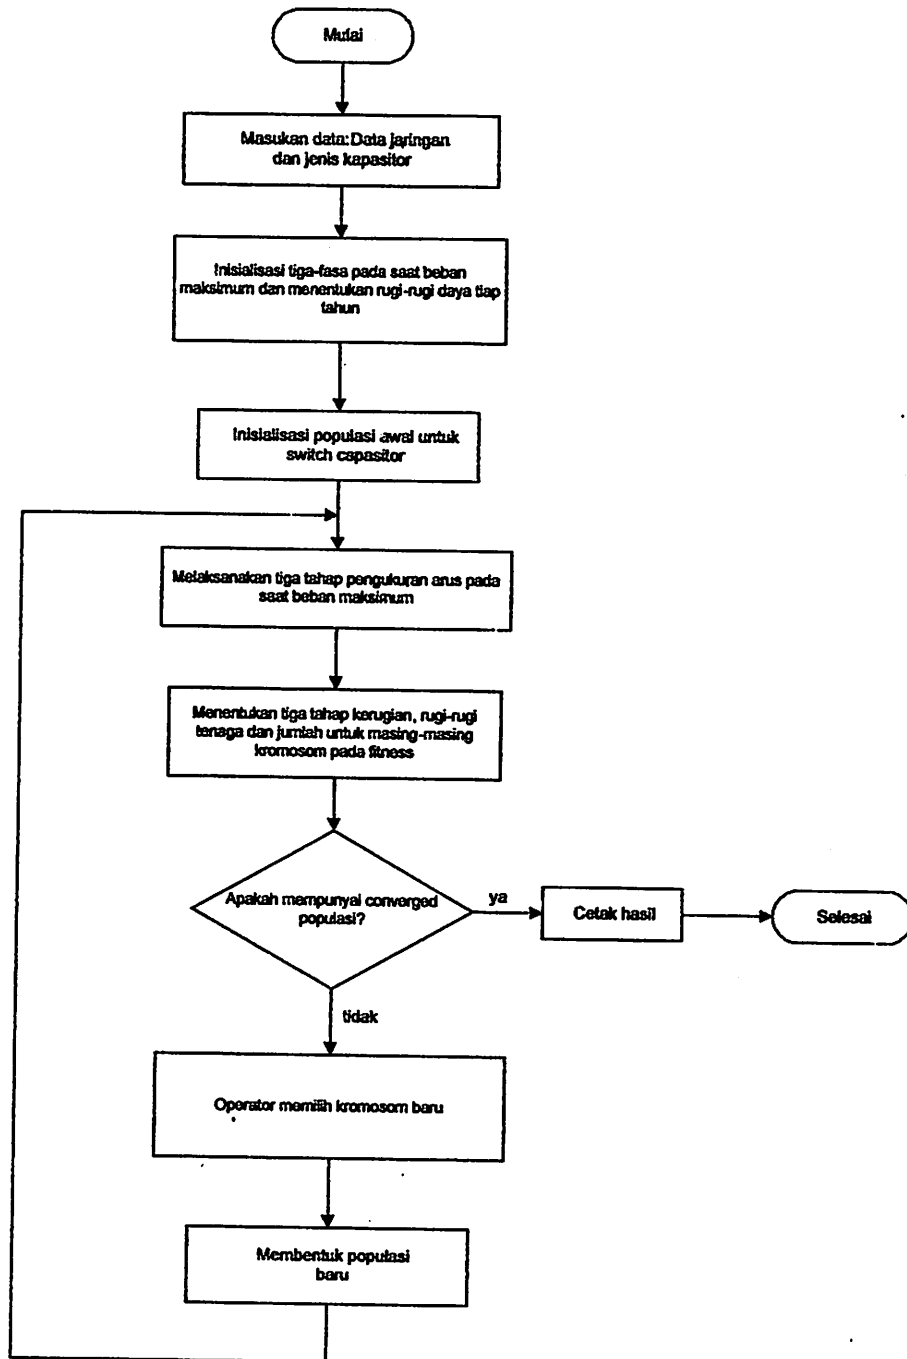 Mulai
Masukan data:Data jaringan
dan jenis kapasitor
Inisialisasi tiga-fasa pada saat beban
maksimum dan menentukan rugi-rugi daya tiap
tahun
Inisialisasi populasi awal untuk
switch capasitor
Melaksanakan tiga tahap pengukuran arus pada
saat beban maksimum
Menentukan tiga tahap kerugian, rugi-rugi
tenaga dan jumlah untuk masing-masing
kromosom pada fitness
Apakah mempunyai converged
populasi?
ya
Cetak hasil
Selesai
tidak
Operator memilih kromosom baru
Membentuk populasi
baru